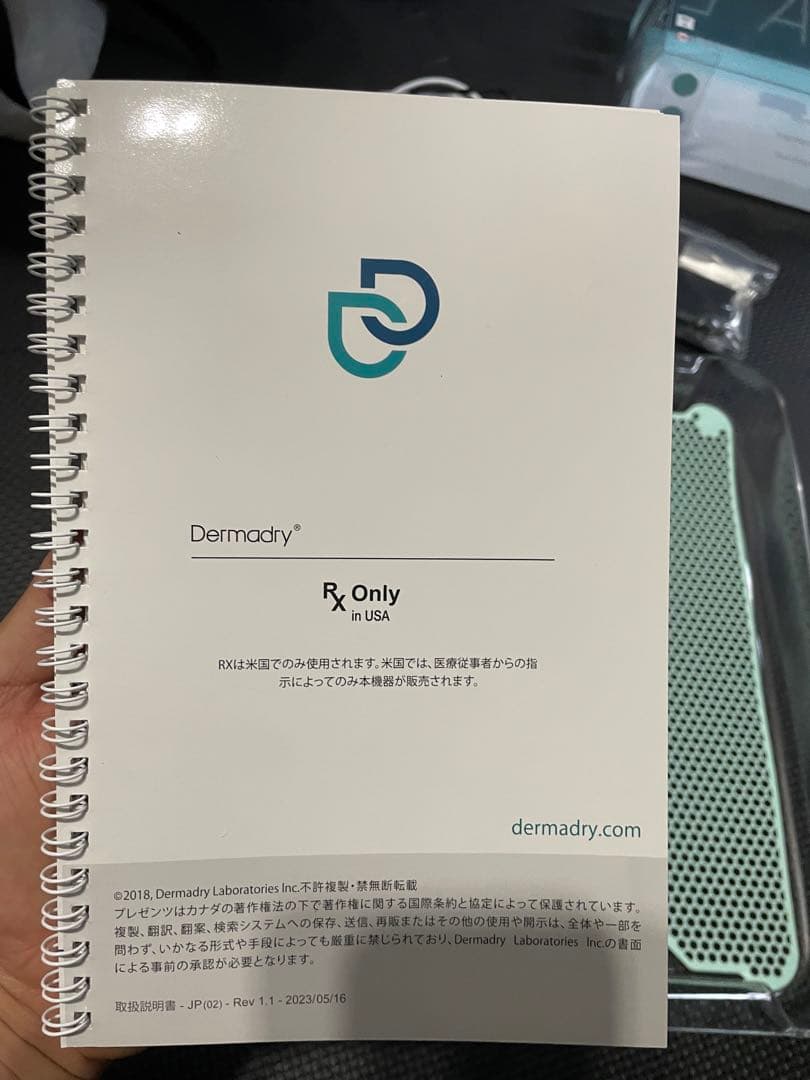 Dermadry®
Rx Only
in USA
RXは米国でのみ使用されます。米国では、医療従事者からの指
示によってのみ本機器が販売されます。
dermadry.com
©2018, Dermadry Laboratories Inc.不許複製・禁無断転載
プレゼンツはカナダの著作権法の下で著作権に関する国際条約と協定によって保護されています。
複製、翻訳、翻案、検索システムへの保存、送信、再販またはその他の使用や開示は、全体や一部を
問わず、いかなる形式や手段によっても厳重に禁じられており、Dermadry Laboratories Inc.の書面
による事前の承認が必要となります。
取扱説明書 - JP(02) - Rev 1.1 - 2023/05/16